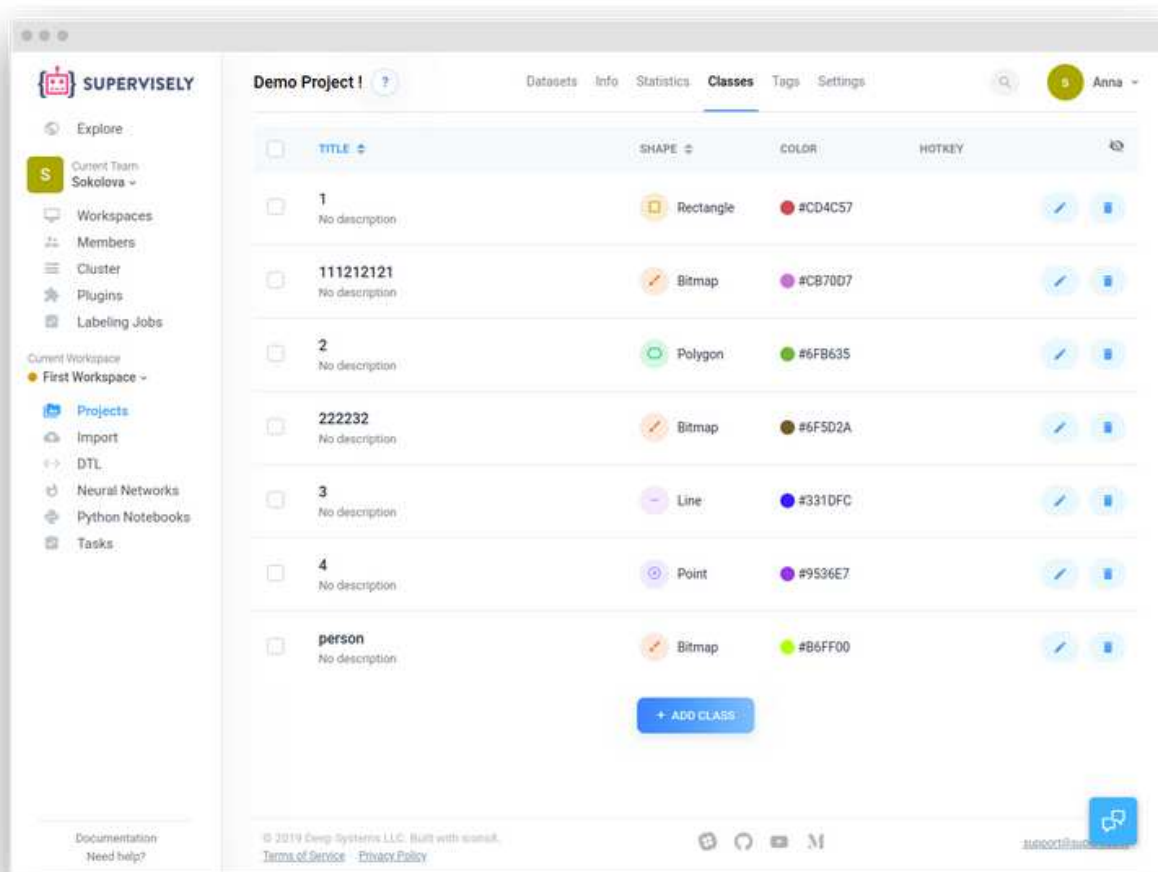 SUPERVISELY
Demo Project !
?
Datasets
Info
Statistics
Classes
Tags
Settings
S
Anna
Explore
S
Current Team
Sokolova
Workspaces
Members
Cluster
Plugins
Labeling Jobs
Current Workspace
First Workspace
Projects
Import
DTL
Neural Networks
Python Notebooks
Tasks
TITLE
SHAPE
COLOR
HOTKEY
1
No description
Rectangle
#CD4C57
111212121
No description
Bitmap
#CB70D7
2
No description
Polygon
#6FB635
222232
No description
Bitmap
#6F5D2A
3
No description
Line
#331DFC
4
No description
Point
#9536E7
person
No description
Bitmap
#B6FF00
+ ADD CLASS
Documentation
Need help?
© 2019 Deep Systems LLC. Built with
Terms of Service
Privacy Policy
M